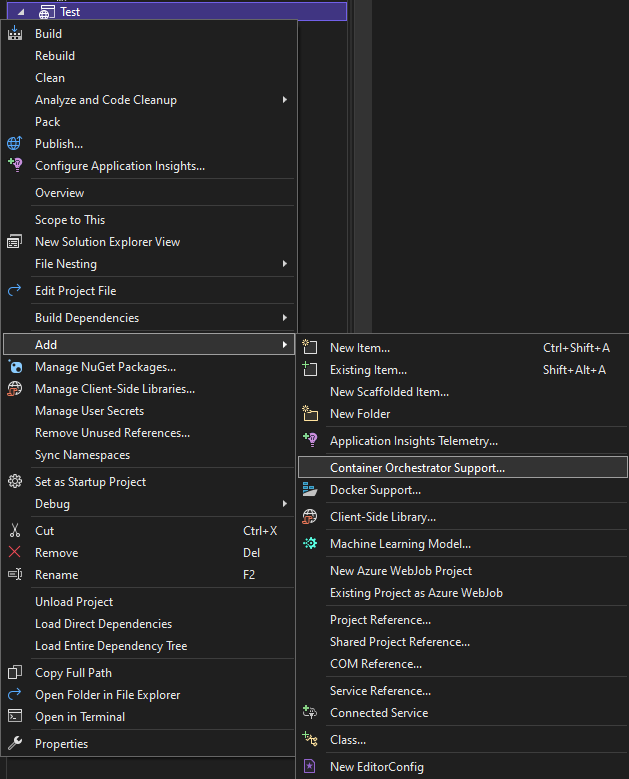 Test
Build
Rebuild
Clean
Analyze and Code Cleanup
Pack
Publish...
Configure Application Insights...
Overview
Scope to This
New Solution Explorer View
File Nesting
Edit Project File
Build Dependencies
Add
Manage NuGet Packages...
Manage Client-Side Libraries...
Manage User Secrets
Remove Unused References...
Sync Namespaces
Set as Startup Project
Debug
Cut Ctrl+X
Remove Del
Rename F2
Unload Project
Load Direct Dependencies
Load Entire Dependency Tree
Copy Full Path
Open Folder in File Explorer
Open in Terminal
Properties
New Item... Ctrl+Shift+A
Existing Item... Shift+Alt+A
New Scaffolded Item...
New Folder
Application Insights Telemetry...
Container Orchestrator Support...
Docker Support...
Client-Side Library...
Machine Learning Model...
New Azure WebJob Project
Existing Project as Azure WebJob
Project Reference...
Shared Project Reference...
COM Reference...
Service Reference...
Connected Service
Class...
New EditorConfig